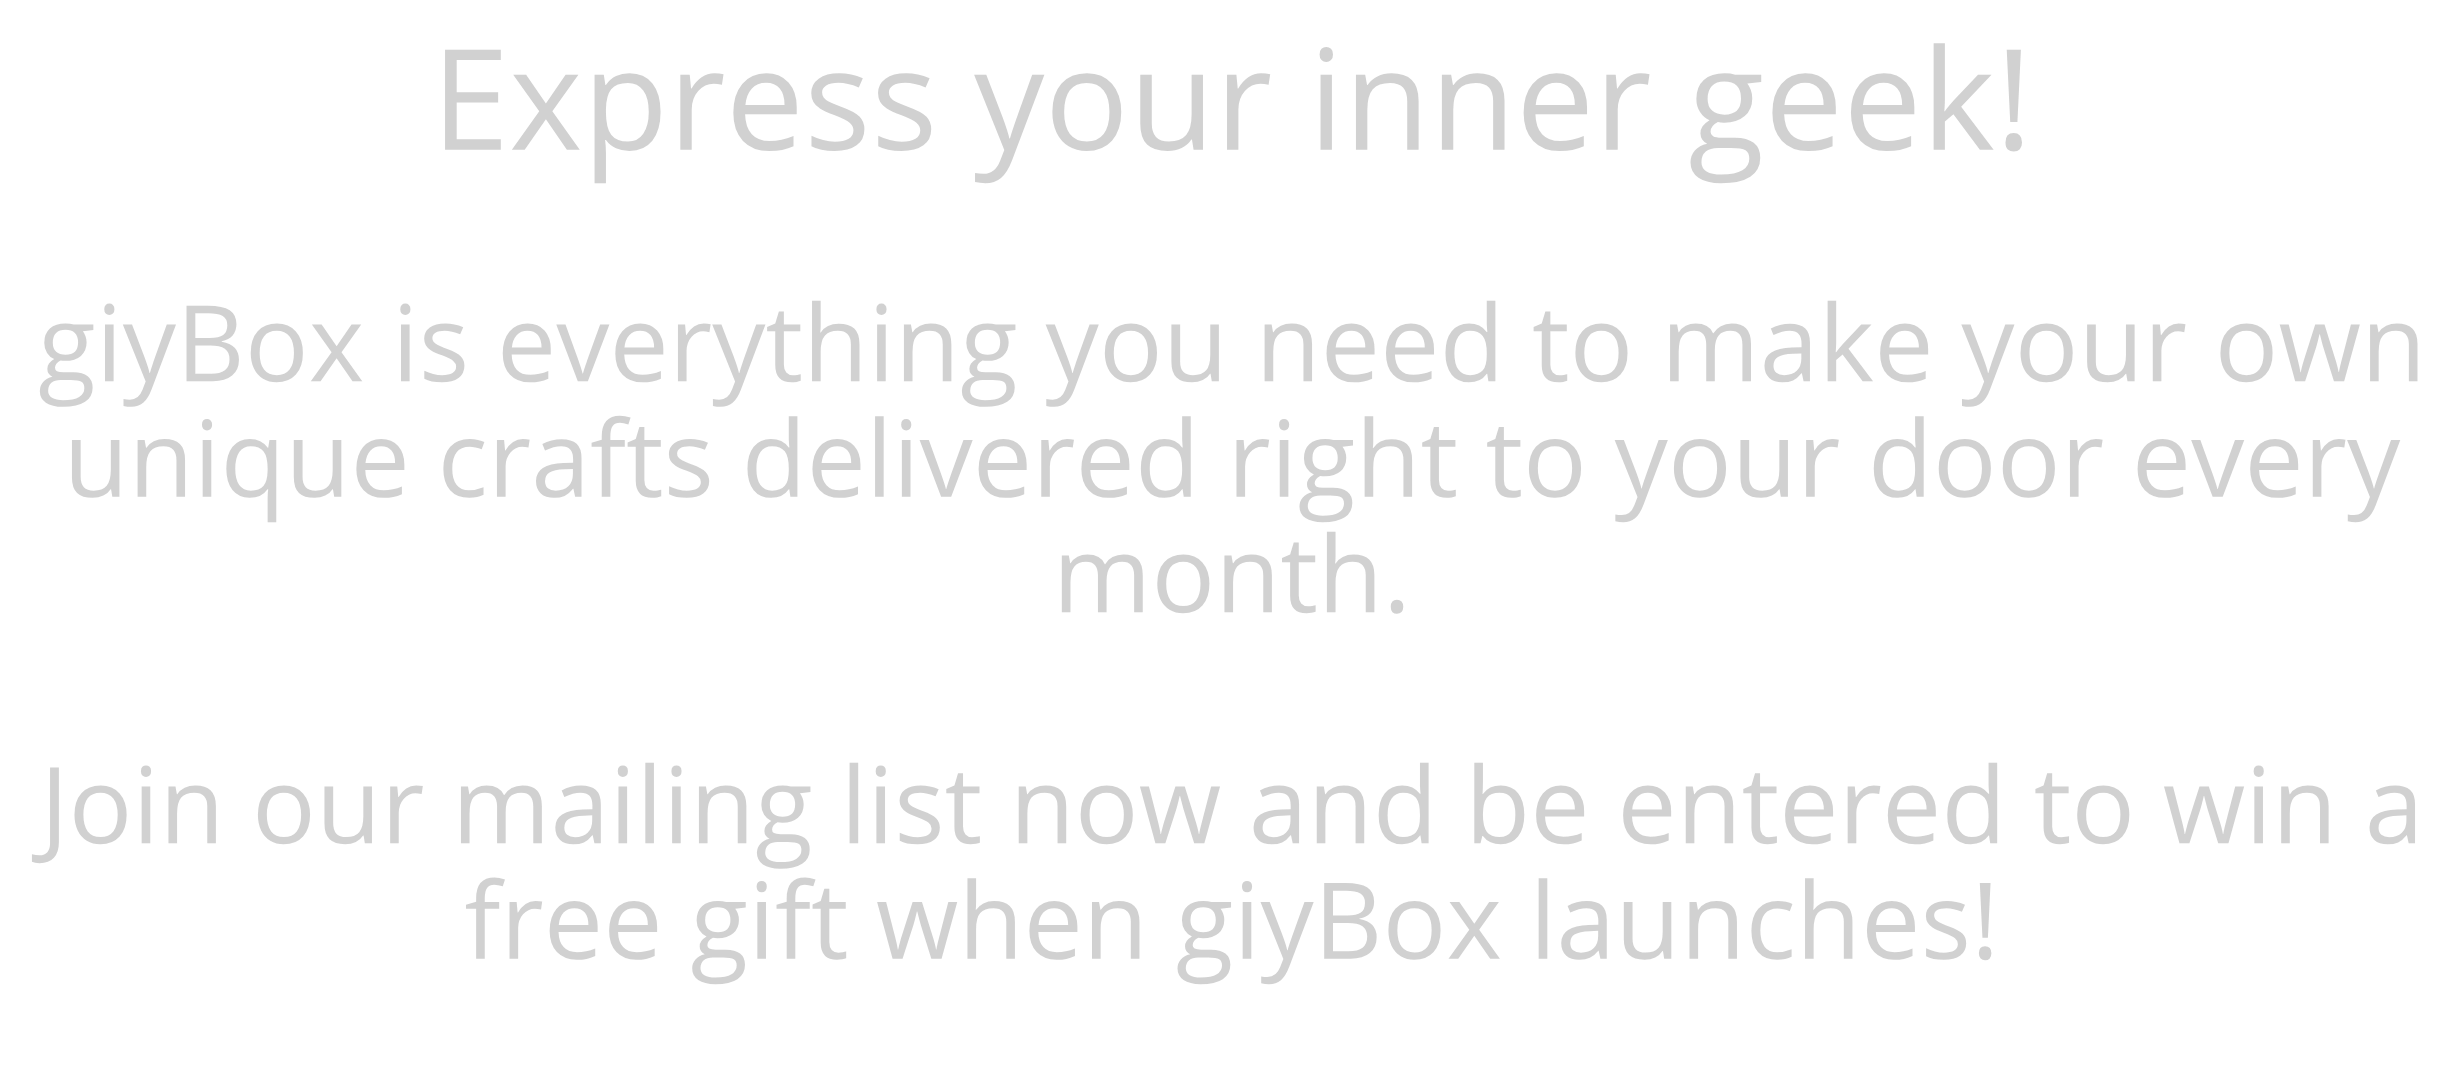 Express your inner geek!
giyBox is everything you need to make your own
unique crafts delivered right to your door every
month.
Join our mailing list now and be entered to win a
free gift when giyBox launches!